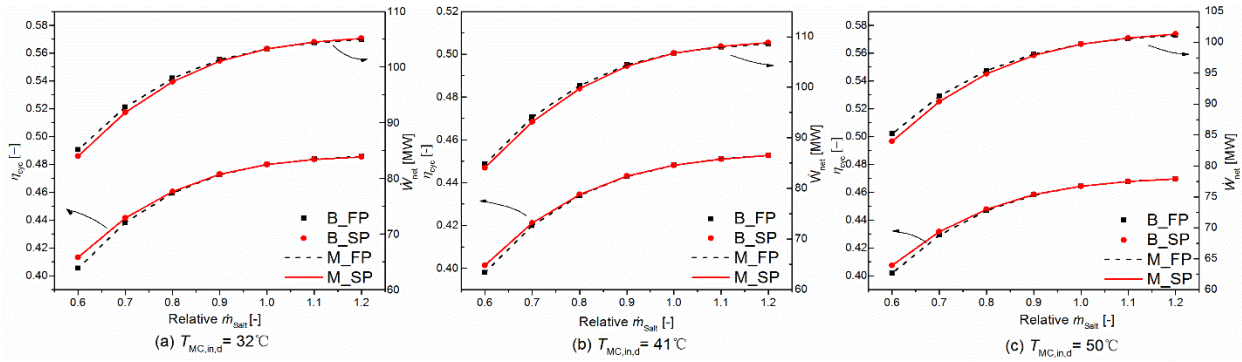 0.58
0.56
0.54
0.52
0.50
0.48
0.46
0.44
0.42
0.40
η_cyc [–]
110
100
90
80
70
60
Ẇ_net [MW]
B_FP
B_SP
M_FP
M_SP
0.6 0.7 0.8 0.9 1.0 1.1 1.2
Relative ṁ_Salt [-]
(a) T_MC,in,d = 32℃
0.52
0.50
0.48
0.46
0.44
0.42
0.40
η_cyc [–]
110
100
90
80
70
60
Ẇ_net [MW]
B_FP
B_SP
M_FP
M_SP
0.6 0.7 0.8 0.9 1.0 1.1 1.2
Relative ṁ_Salt [-]
(b) T_MC,in,d = 41℃
0.58
0.56
0.54
0.52
0.50
0.48
0.46
0.44
0.42
0.40
η_cyc [–]
105
100
95
90
85
80
75
70
65
60
Ẇ_net [MW]
B_FP
B_SP
M_FP
M_SP
0.6 0.7 0.8 0.9 1.0 1.1 1.2
Relative ṁ_Salt [-]
(c) T_MC,in,d = 50℃